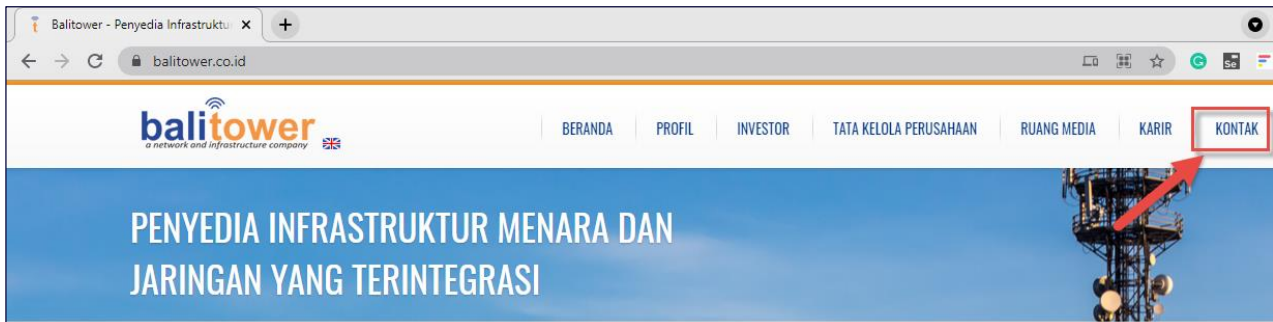 Balitower - Penyedia Infrastruktu
balitower.co.id
Se
balitower
a network and infrastructure company
BERANDA PROFIL INVESTOR TATA KELOLA PERUSAHAAN RUANG MEDIA KARIR KONTAK
PENYEDIA INFRASTRUKTUR MENARA DAN
JARINGAN YANG TERINTEGRASI